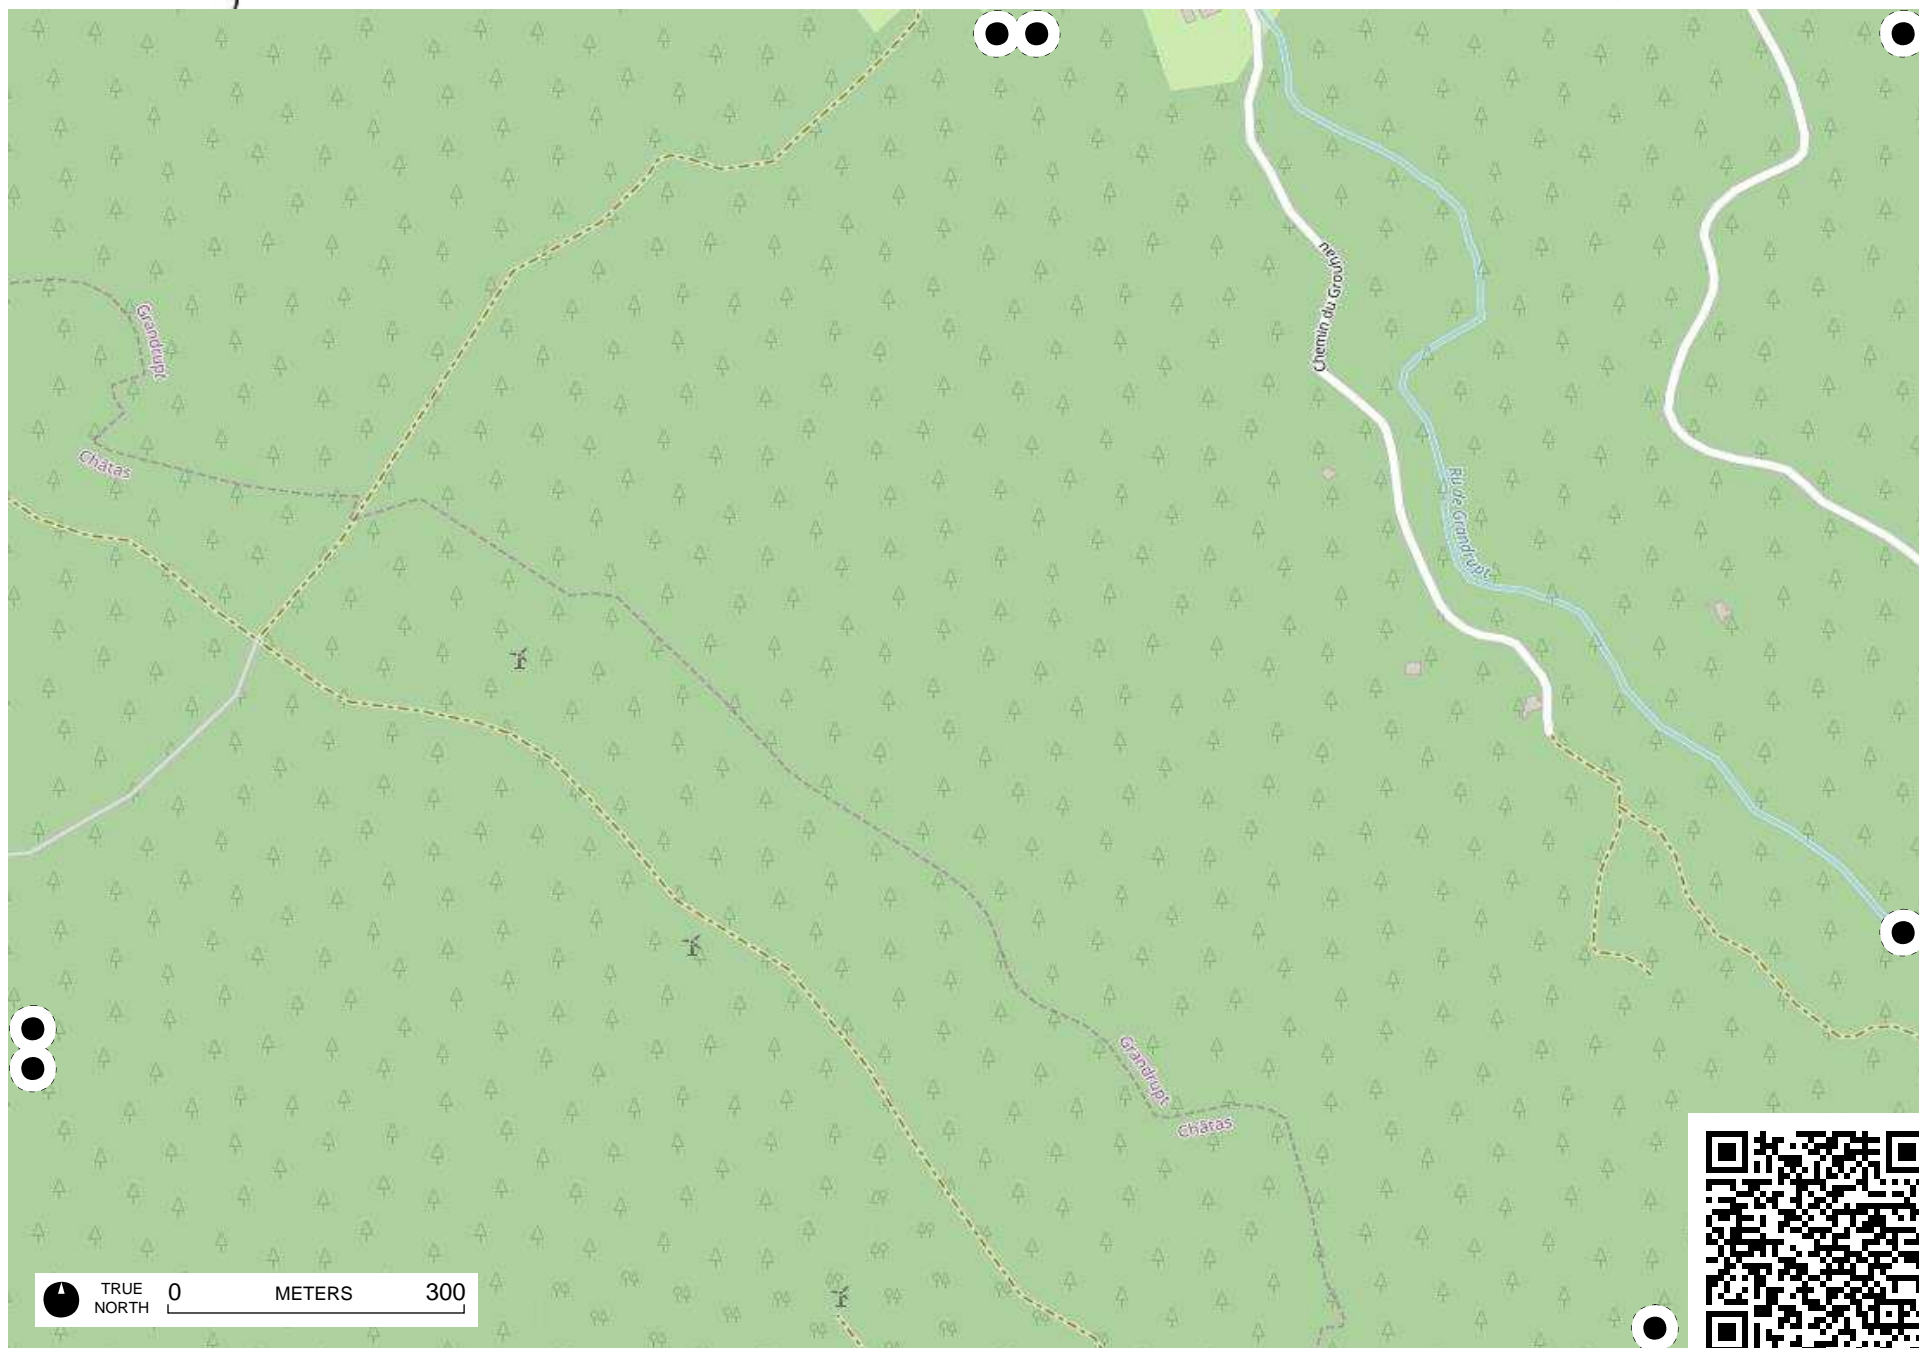 Chemin du Grouhau
Grandrupt
Châtas
Ru de Grandrupt
Grandrupt
Châtas
TRUE
NORTH
0 METERS 300